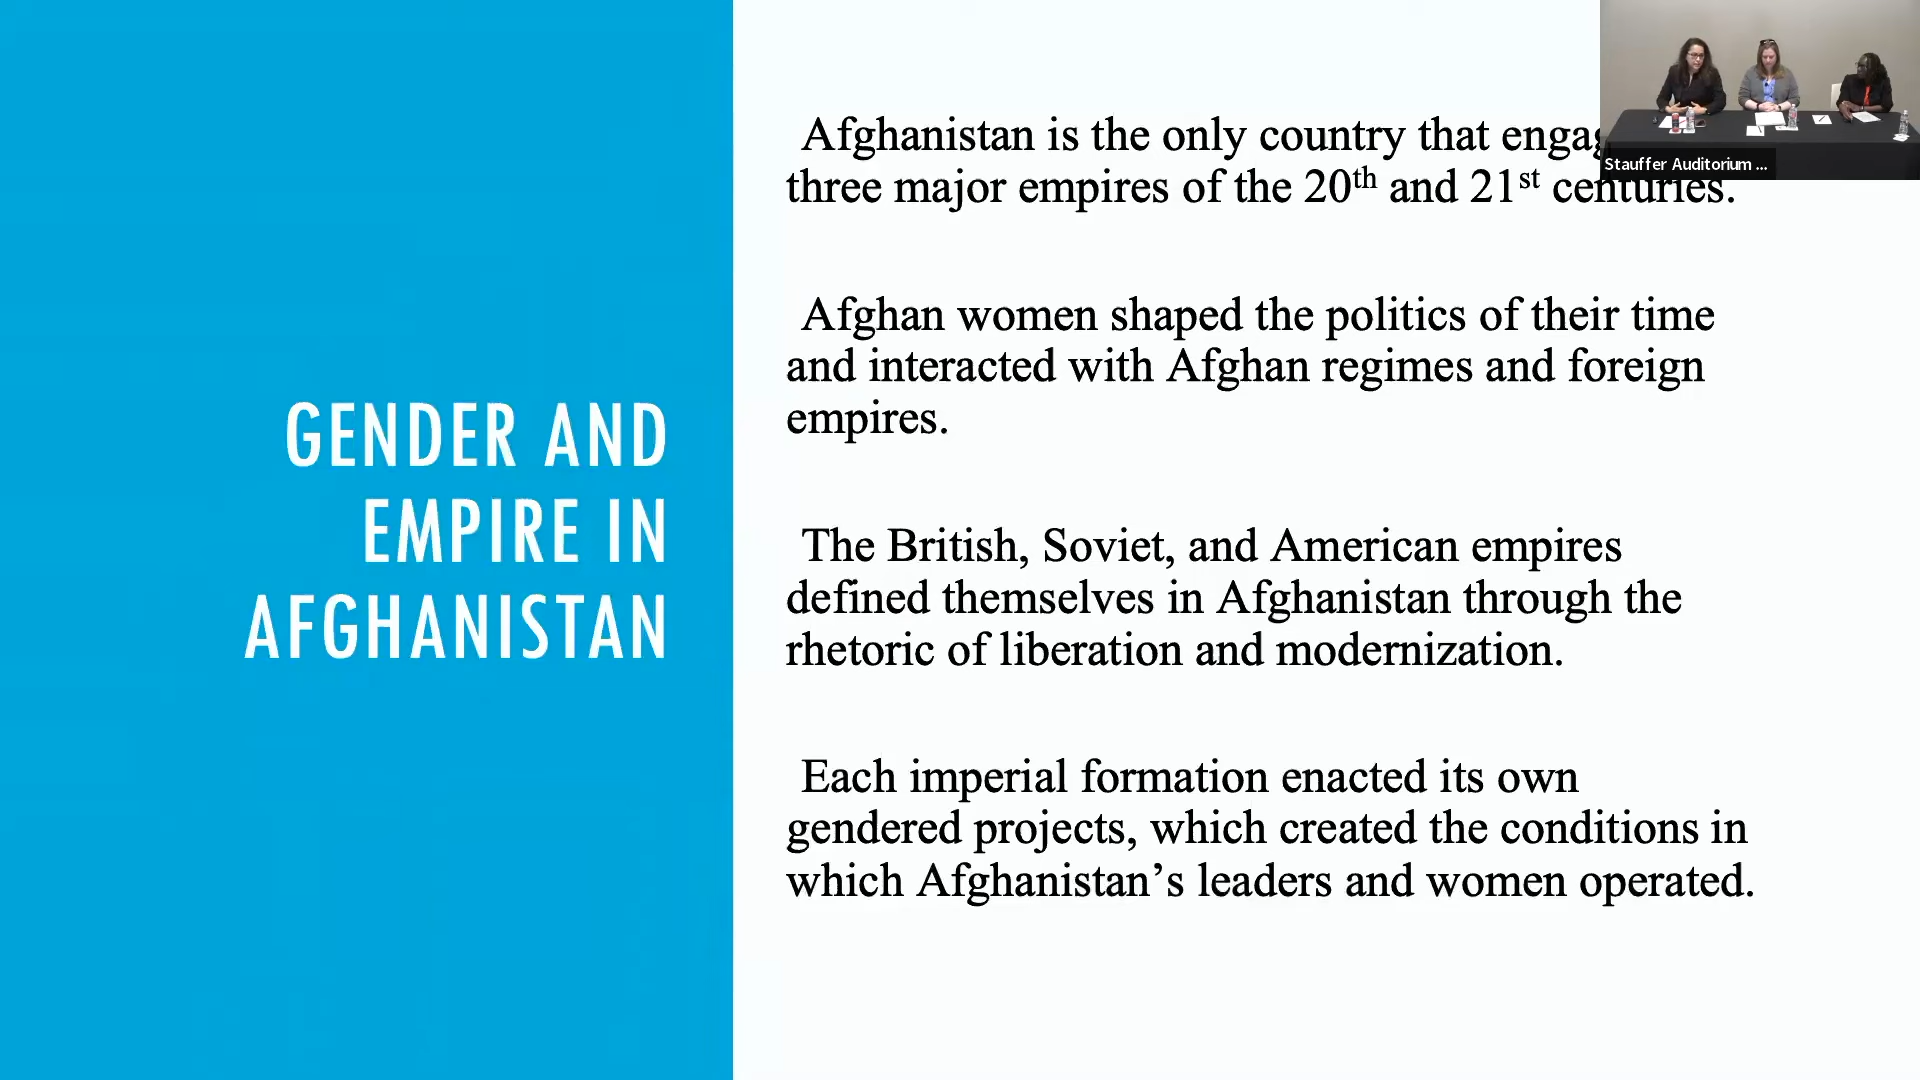 GENDER AND
EMPIRE IN
AFGHANISTAN
Afghanistan is the only country that
three major empires of the 20th and 21st centuries.
Afghan women shaped the politics of their time
and interacted with Afghan regimes and foreign
empires.
The British, Soviet, and American empires
defined themselves in Afghanistan through the
rhetoric of liberation and modernization.
Each imperial formation enacted its own
gendered projects, which created the conditions in
which Afghanistan’s leaders and women operated.
Stauffer Auditorium ...